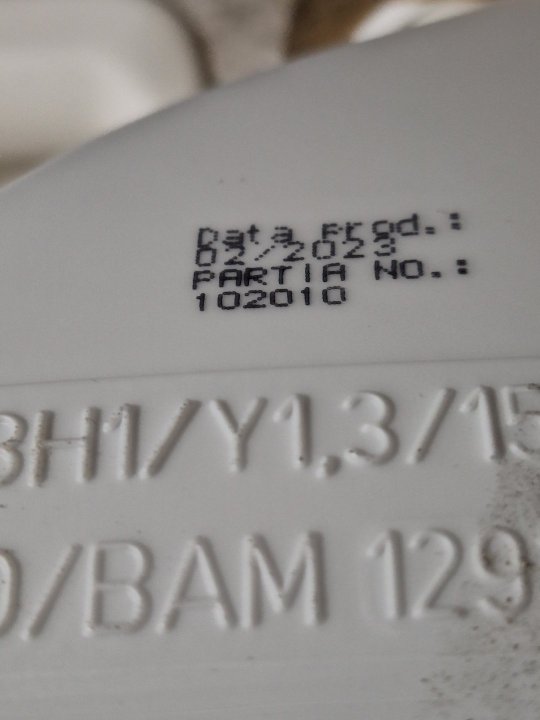 Data prod.:
02/2023
PARTIA NO.:
102010
3H1/Y1,3/15
/BAM 129